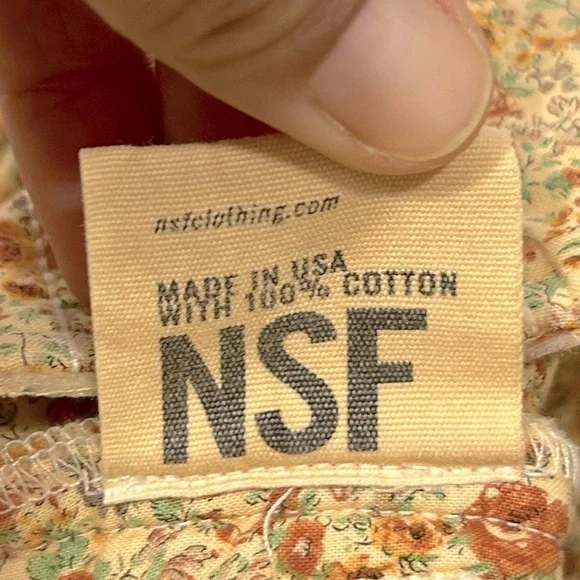 nsfclothing.com
MADE IN USA
WITH 100% COTTON
NSF